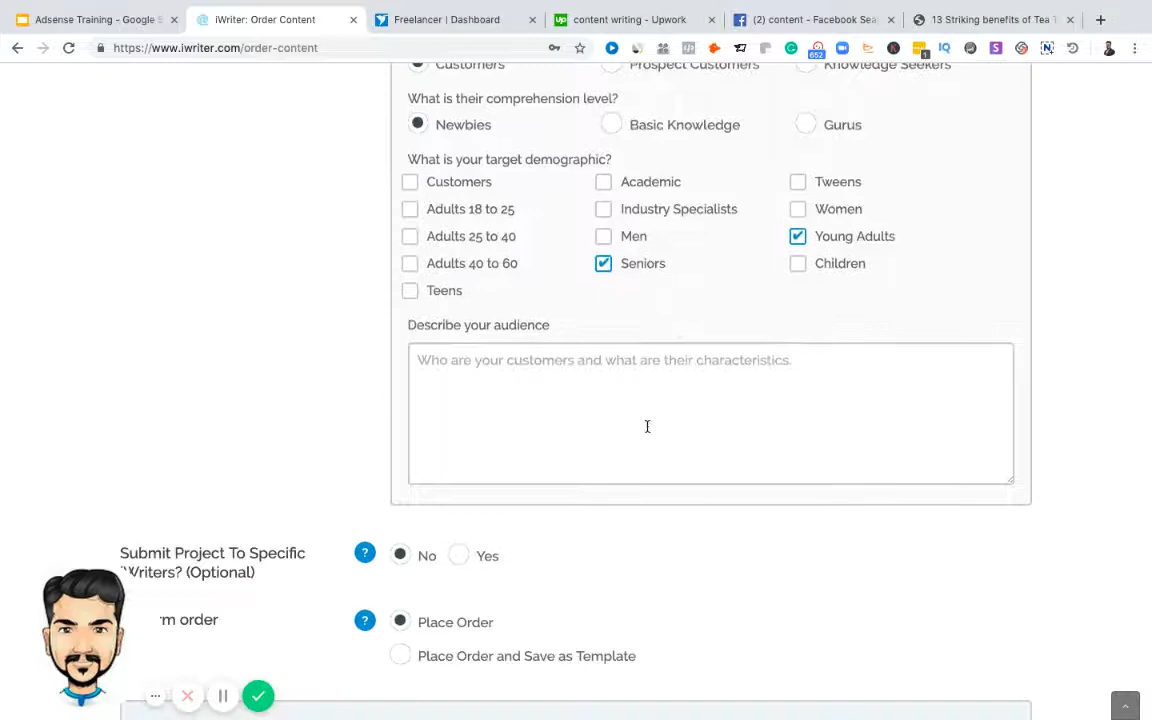 Adsense Training - Google S
iWriter: Order Content
Freelancer | Dashboard
content writing - Upwork
(2) content - Facebook Sea
13 Striking benefits of Tea T
https://www.iwriter.com/order-content
Customers Prospect Customers Knowledge Seekers
What is their comprehension level?
Newbies Basic Knowledge Gurus
What is your target demographic?
Customers Academic Tweens
Adults 18 to 25 Industry Specialists Women
Adults 25 to 40 Men Young Adults
Adults 40 to 60 Seniors Children
Teens
Describe your audience
Who are your customers and what are their characteristics.
Submit Project To Specific
Writers? (Optional)
? No Yes
rm order
? Place Order
Place Order and Save as Template